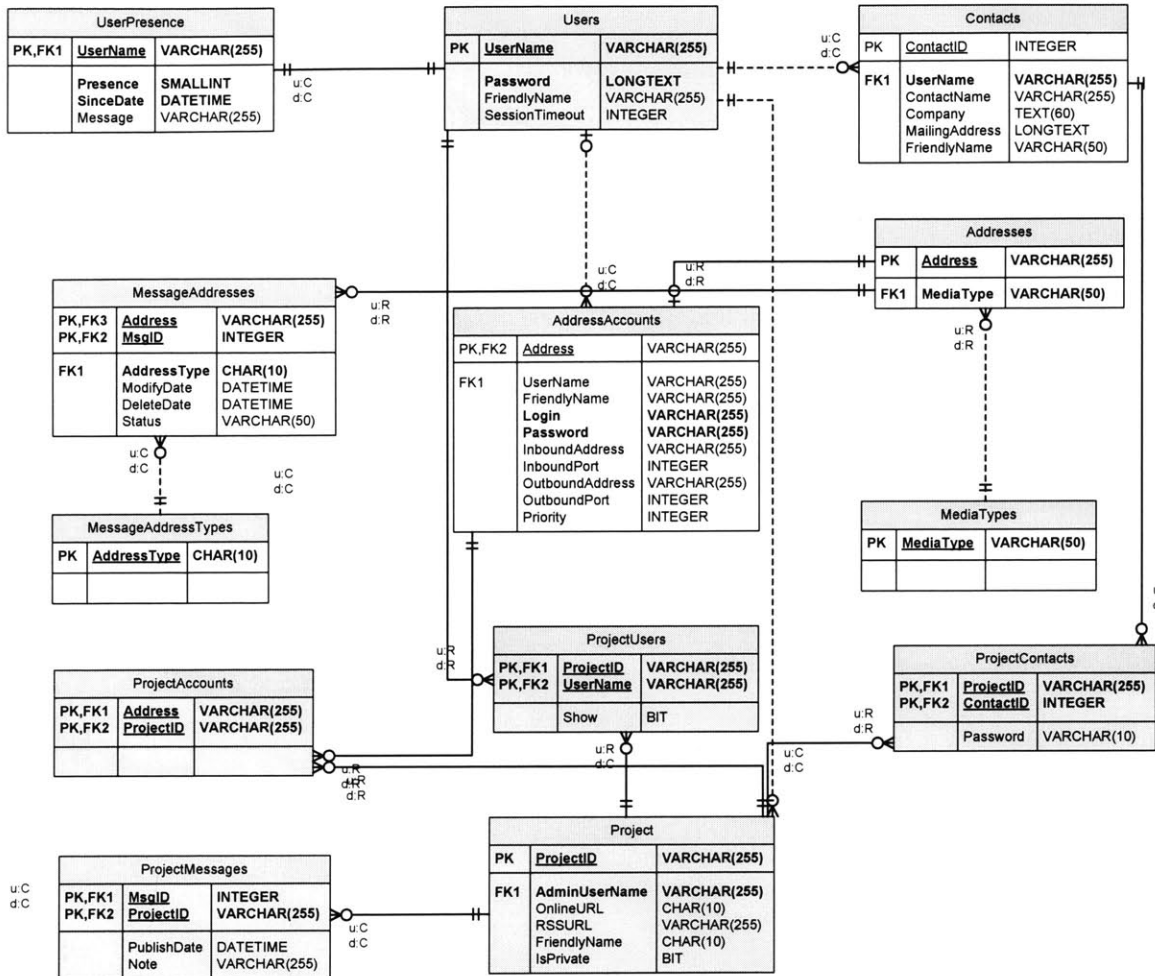 UserPresence
PK,FK1 UserName VARCHAR(255)
Presence SMALLINT
SinceDate DATETIME
Message VARCHAR(255)
u:C
d:C
Users
PK UserName VARCHAR(255)
Password LONGTEXT
FriendlyName VARCHAR(255)
SessionTimeout INTEGER
u:C
d:C
Contacts
PK ContactID INTEGER
FK1 UserName VARCHAR(255)
ContactName VARCHAR(255)
Company TEXT(60)
MailingAddress LONGTEXT
FriendlyName VARCHAR(50)
Addresses
PK Address VARCHAR(255)
FK1 MediaType VARCHAR(50)
u:C
d:C
u:R
d:R
MessageAddresses
PK,FK3 Address VARCHAR(255)
PK,FK2 MsgID INTEGER
FK1 AddressType CHAR(10)
ModifyDate DATETIME
DeleteDate DATETIME
Status VARCHAR(50)
u:R
d:R
AddressAccounts
PK,FK2 Address VARCHAR(255)
FK1 UserName VARCHAR(255)
FriendlyName VARCHAR(255)
Login VARCHAR(255)
Password VARCHAR(255)
InboundAddress VARCHAR(255)
InboundPort INTEGER
OutboundAddress VARCHAR(255)
OutboundPort INTEGER
Priority INTEGER
u:R
d:R
u:C
d:C
u:C
d:C
MessageAddressTypes
PK AddressType CHAR(10)
MediaTypes
PK MediaType VARCHAR(50)
u
d
ProjectUsers
PK,FK1 ProjectID VARCHAR(255)
PK,FK2 UserName VARCHAR(255)
Show BIT
u:R
d:R
ProjectContacts
PK,FK1 ProjectID VARCHAR(255)
PK,FK2 ContactID INTEGER
Password VARCHAR(10)
ProjectAccounts
PK,FK1 Address VARCHAR(255)
PK,FK2 ProjectID VARCHAR(255)
u:R
d:R
u:R
d:C
u:C
d:C
u:R
d:R
u:R
d:R
Project
PK ProjectID VARCHAR(255)
FK1 AdminUserName VARCHAR(255)
OnlineURL CHAR(10)
RSSURL VARCHAR(255)
FriendlyName CHAR(10)
IsPrivate BIT
ProjectMessages
PK,FK1 MsgID INTEGER
PK,FK2 ProjectID VARCHAR(255)
PublishDate DATETIME
Note VARCHAR(255)
u:C
d:C
u:C
d:C